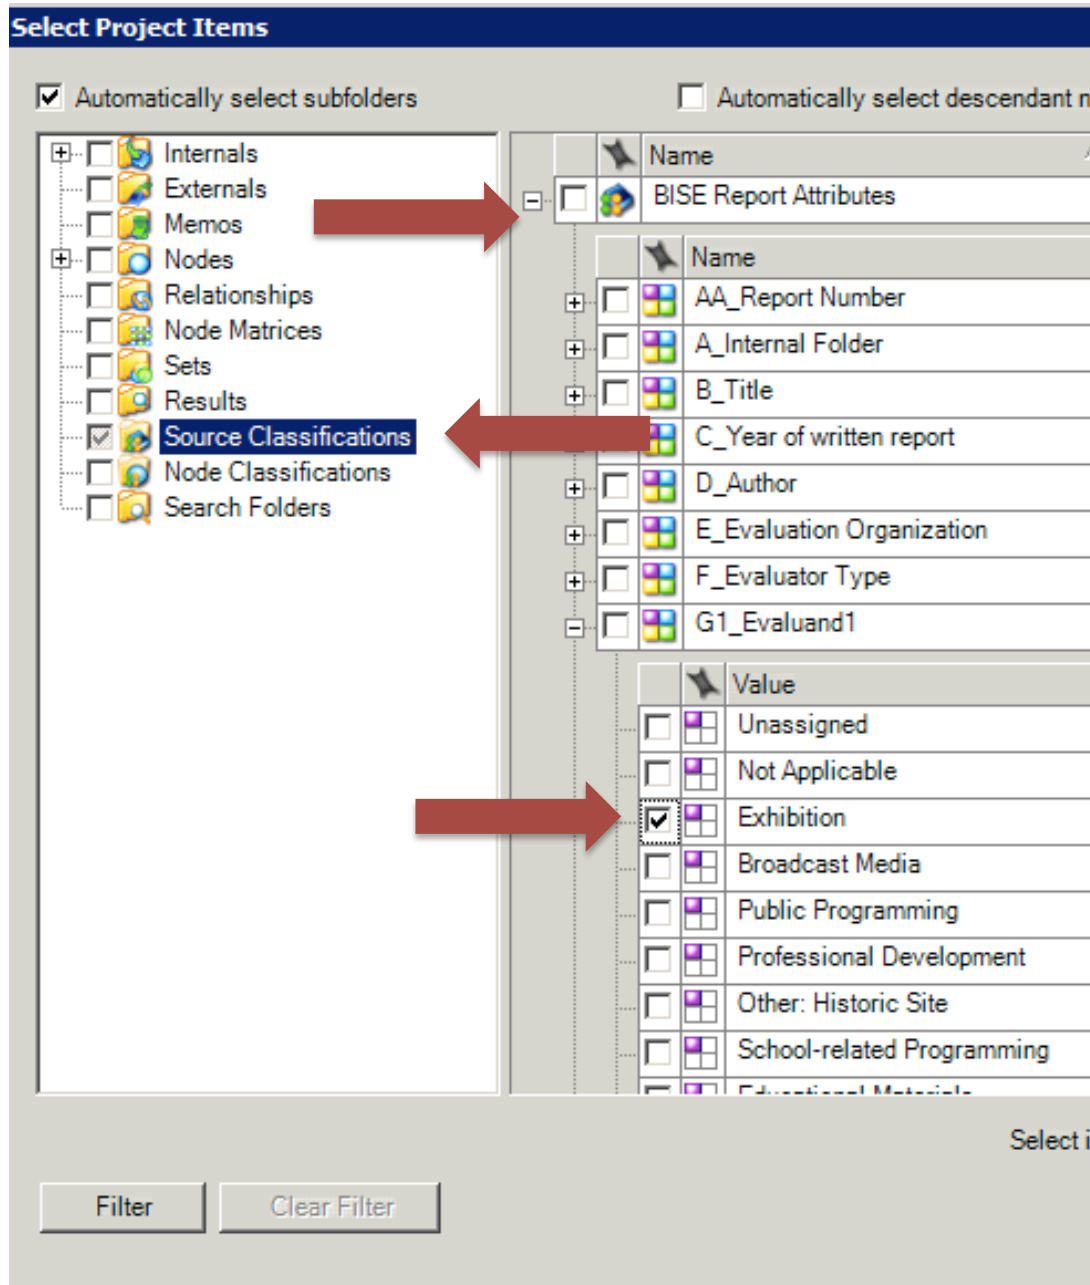 Select Project Items
Automatically select subfolders
Automatically select descendant n
Internals
Externals
Memos
Nodes
Relationships
Node Matrices
Sets
Results
Source Classifications
Node Classifications
Search Folders
Name
BISE Report Attributes
Name
AA_Report Number
A_Internal Folder
B_Title
C_Year of written report
D_Author
E_Evaluation Organization
F_Evaluator Type
G1_Evaluand1
Value
Unassigned
Not Applicable
Exhibition
Broadcast Media
Public Programming
Professional Development
Other: Historic Site
School-related Programming
Educational Materials
Select i
Filter
Clear Filter